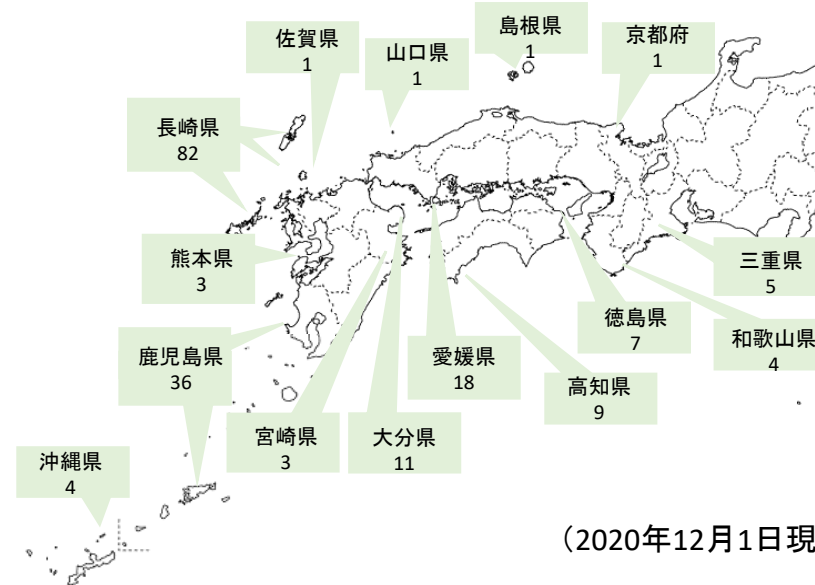 島根県
1
京都府
1
佐賀県
1
山口県
1
長崎県
82
熊本県
3
三重県
5
徳島県
7
和歌山県
4
鹿児島県
36
愛媛県
18
高知県
9
宮崎県
3
大分県
11
沖縄県
4
（2020年12月1日現